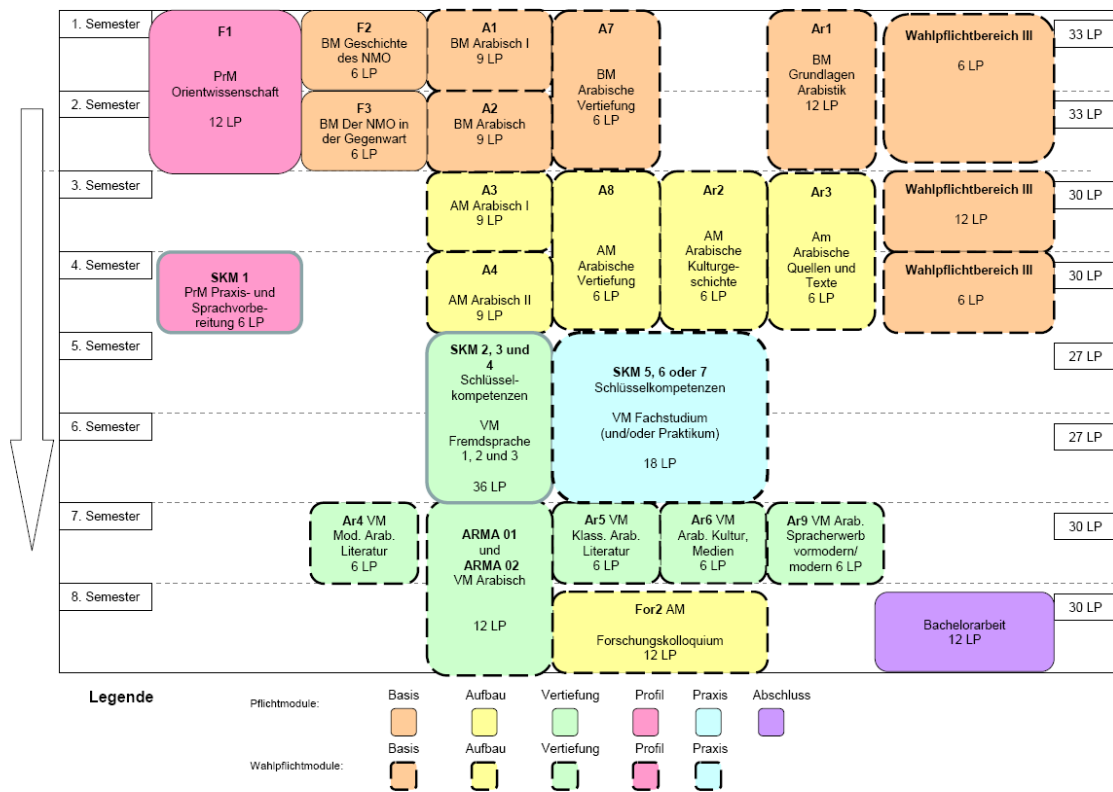 1. Semester
F1
PrM
Orientwissenschaft
12 LP
F2
BM Geschichte
des NMO
6 LP
A1
BM Arabisch I
9 LP
A7
BM
Arabische
Vertiefung
6 LP
Ar1
BM
Grundlagen
Arabistik
12 LP
Wahlpflichtbereich III
6 LP
33 LP
2. Semester
F3
BM Der NMO in
der Gegenwart
6 LP
A2
BM Arabisch
9 LP
33 LP
3. Semester
A3
AM Arabisch I
9 LP
A8
AM
Arabische
Vertiefung
6 LP
Ar2
AM
Arabische
Kulturge-
schichte
6 LP
Ar3
Am
Arabische
Quellen und
Texte
6 LP
Wahlpflichtbereich III
12 LP
30 LP
4. Semester
SKM 1
PrM Praxis- und
Sprachvorbe-
reitung 6 LP
A4
AM Arabisch II
9 LP
Wahlpflichtbereich III
6 LP
30 LP
5. Semester
SKM 2, 3 und
4
Schlüssel-
kompetenzen
VM
Fremdsprache
1, 2 und 3
36 LP
SKM 5, 6 oder 7
Schlüsselkompetenzen
VM Fachstudium
(und/oder Praktikum)
18 LP
27 LP
6. Semester
27 LP
7. Semester
Ar4 VM
Mod. Arab.
Literatur
6 LP
ARMA 01
und
ARMA 02
VM Arabisch
12 LP
Ar5 VM
Klass. Arab.
Literatur
6 LP
Ar6 VM
Arab. Kultur,
Medien
6 LP
Ar9 VM Arab.
Spracherwerb
vormodern/
modern 6 LP
30 LP
8. Semester
For2 AM
Forschungskolloquium
12 LP
Bachelorarbeit
12 LP
30 LP
Legende
Pflichtmodule:
Basis
Aufbau
Vertiefung
Profil
Praxis
Abschluss
Wahlpflichtmodule:
Basis
Aufbau
Vertiefung
Profil
Praxis